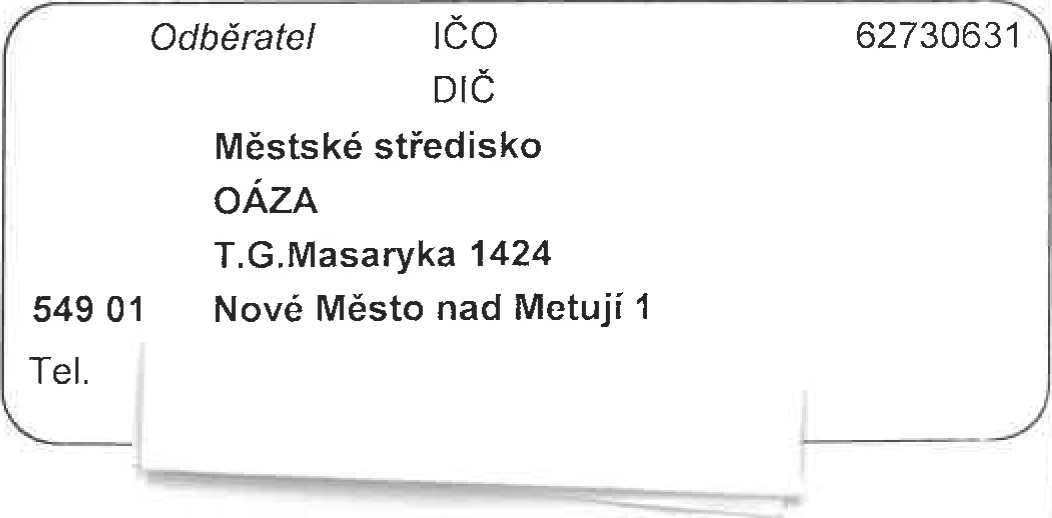 Odběratel IČO 62730631
DIČ
Městské středisko
OÁZA
T.G.Masaryka 1424
549 01 Nové Město nad Metují 1
Tel.